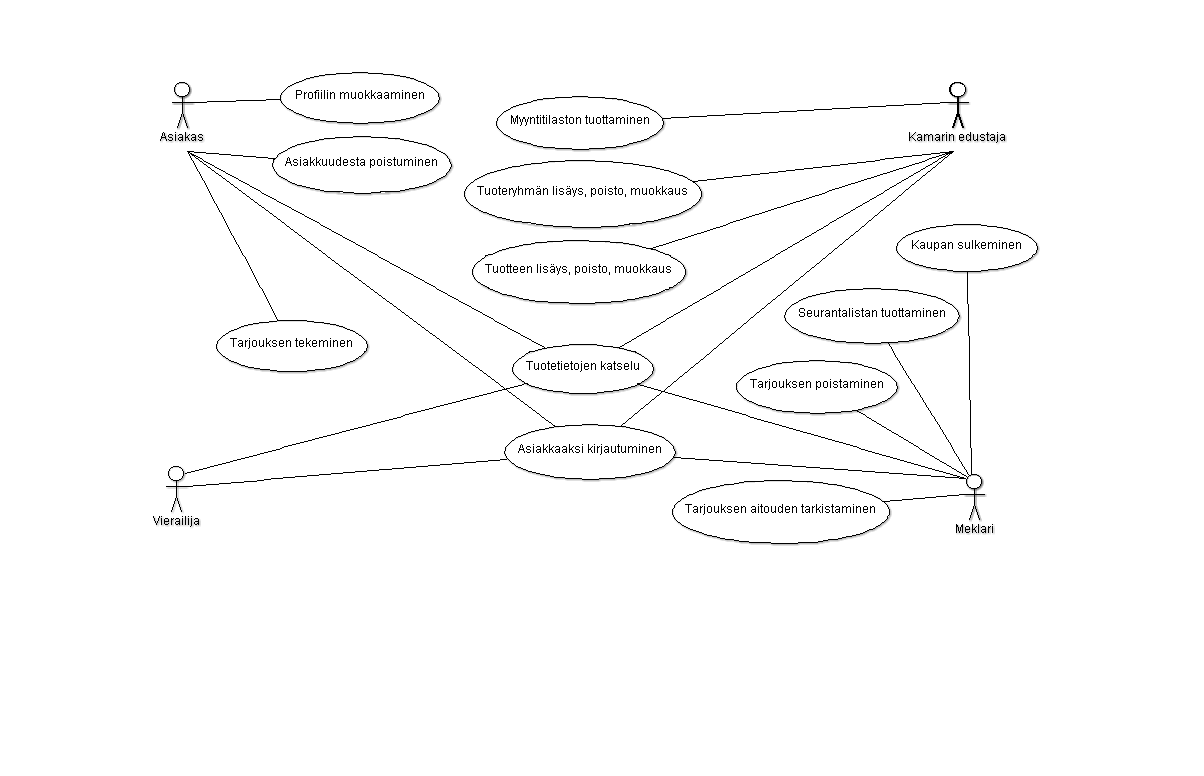 Profiilin muokkaaminen
Myyntitilaston tuottaminen
Asiakas
Kamarin edustaja
Asiakkuudesta poistuminen
Tuoteryhmän lisäys, poisto, muokkaus
Kaupan sulkeminen
Tuotteen lisäys, poisto, muokkaus
Seurantalistan tuottaminen
Tarjouksen tekeminen
Tuotetietojen katselu
Tarjouksen poistaminen
Asiakkaaksi kirjautuminen
Tarjouksen aitouden tarkistaminen
Vierailija
Meklari